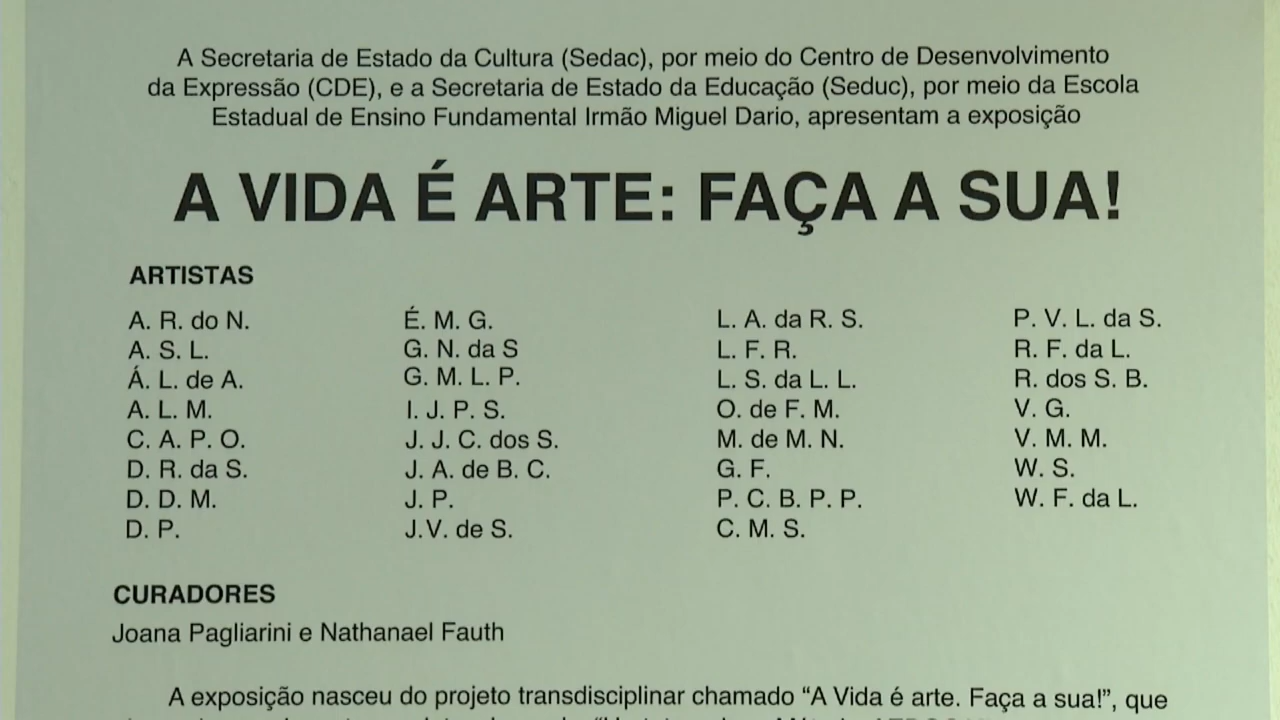 A Secretaria de Estado da Cultura (Sedac), por meio do Centro de Desenvolvimento
da Expressão (CDE), e a Secretaria de Estado da Educação (Seduc), por meio da Escola
Estadual de Ensino Fundamental Irmão Miguel Dario, apresentam a exposição
A VIDA É ARTE: FAÇA A SUA!
ARTISTAS
A. R. do N.
A. S. L.
Á. L. de A.
A. L. M.
C. A. P. O.
D. R. da S.
D. D. M.
D. P.
É. M. G.
G. N. da S
G. M. L. P.
I. J. P. S.
J. J. C. dos S.
J. A. de B. C.
J. P.
J.V. de S.
L. A. da R. S.
L. F. R.
L. S. da L. L.
O. de F. M.
M. de M. N.
G. F.
P. C. B. P. P.
C. M. S.
P. V. L. da S.
R. F. da L.
R. dos S. B.
V. G.
V. M. M.
W. S.
W. F. da L.
CURADORES
Joana Pagliarini e Nathanael Fauth
A exposição nasceu do projeto transdisciplinar chamado “A Vida é arte. Faça a sua!”, que